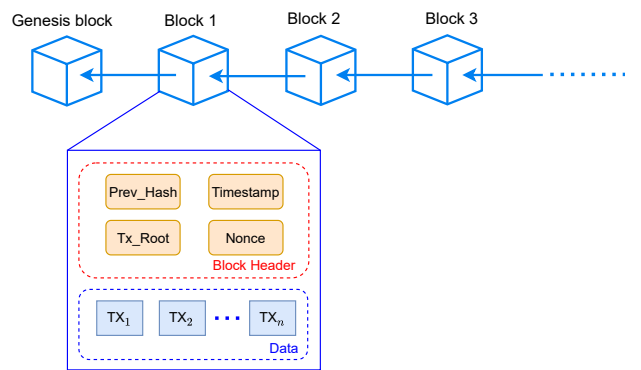 Genesis block Block 1 Block 2 Block 3
Prev_Hash Timestamp
Tx_Root Nonce
Block Header
TX₁ TX₂ TXₙ
Data